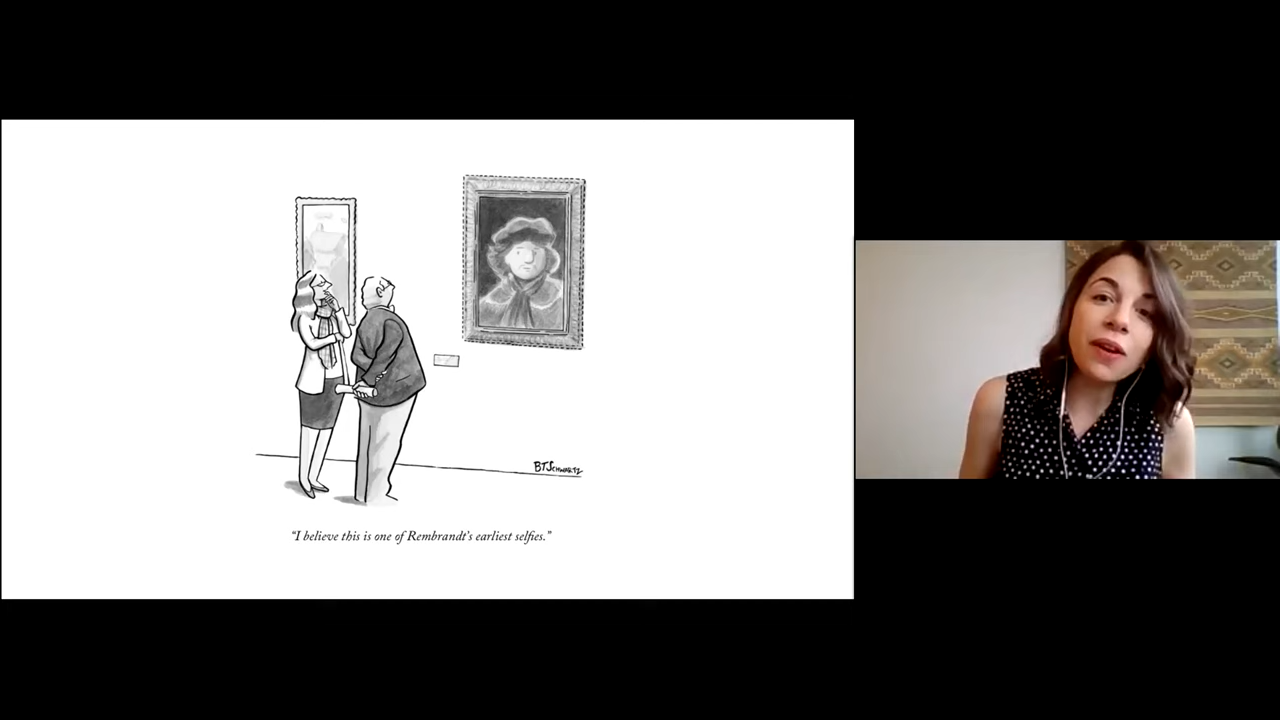 BTSCHWARTZ
“I believe this is one of Rembrandt’s earliest selfies.”